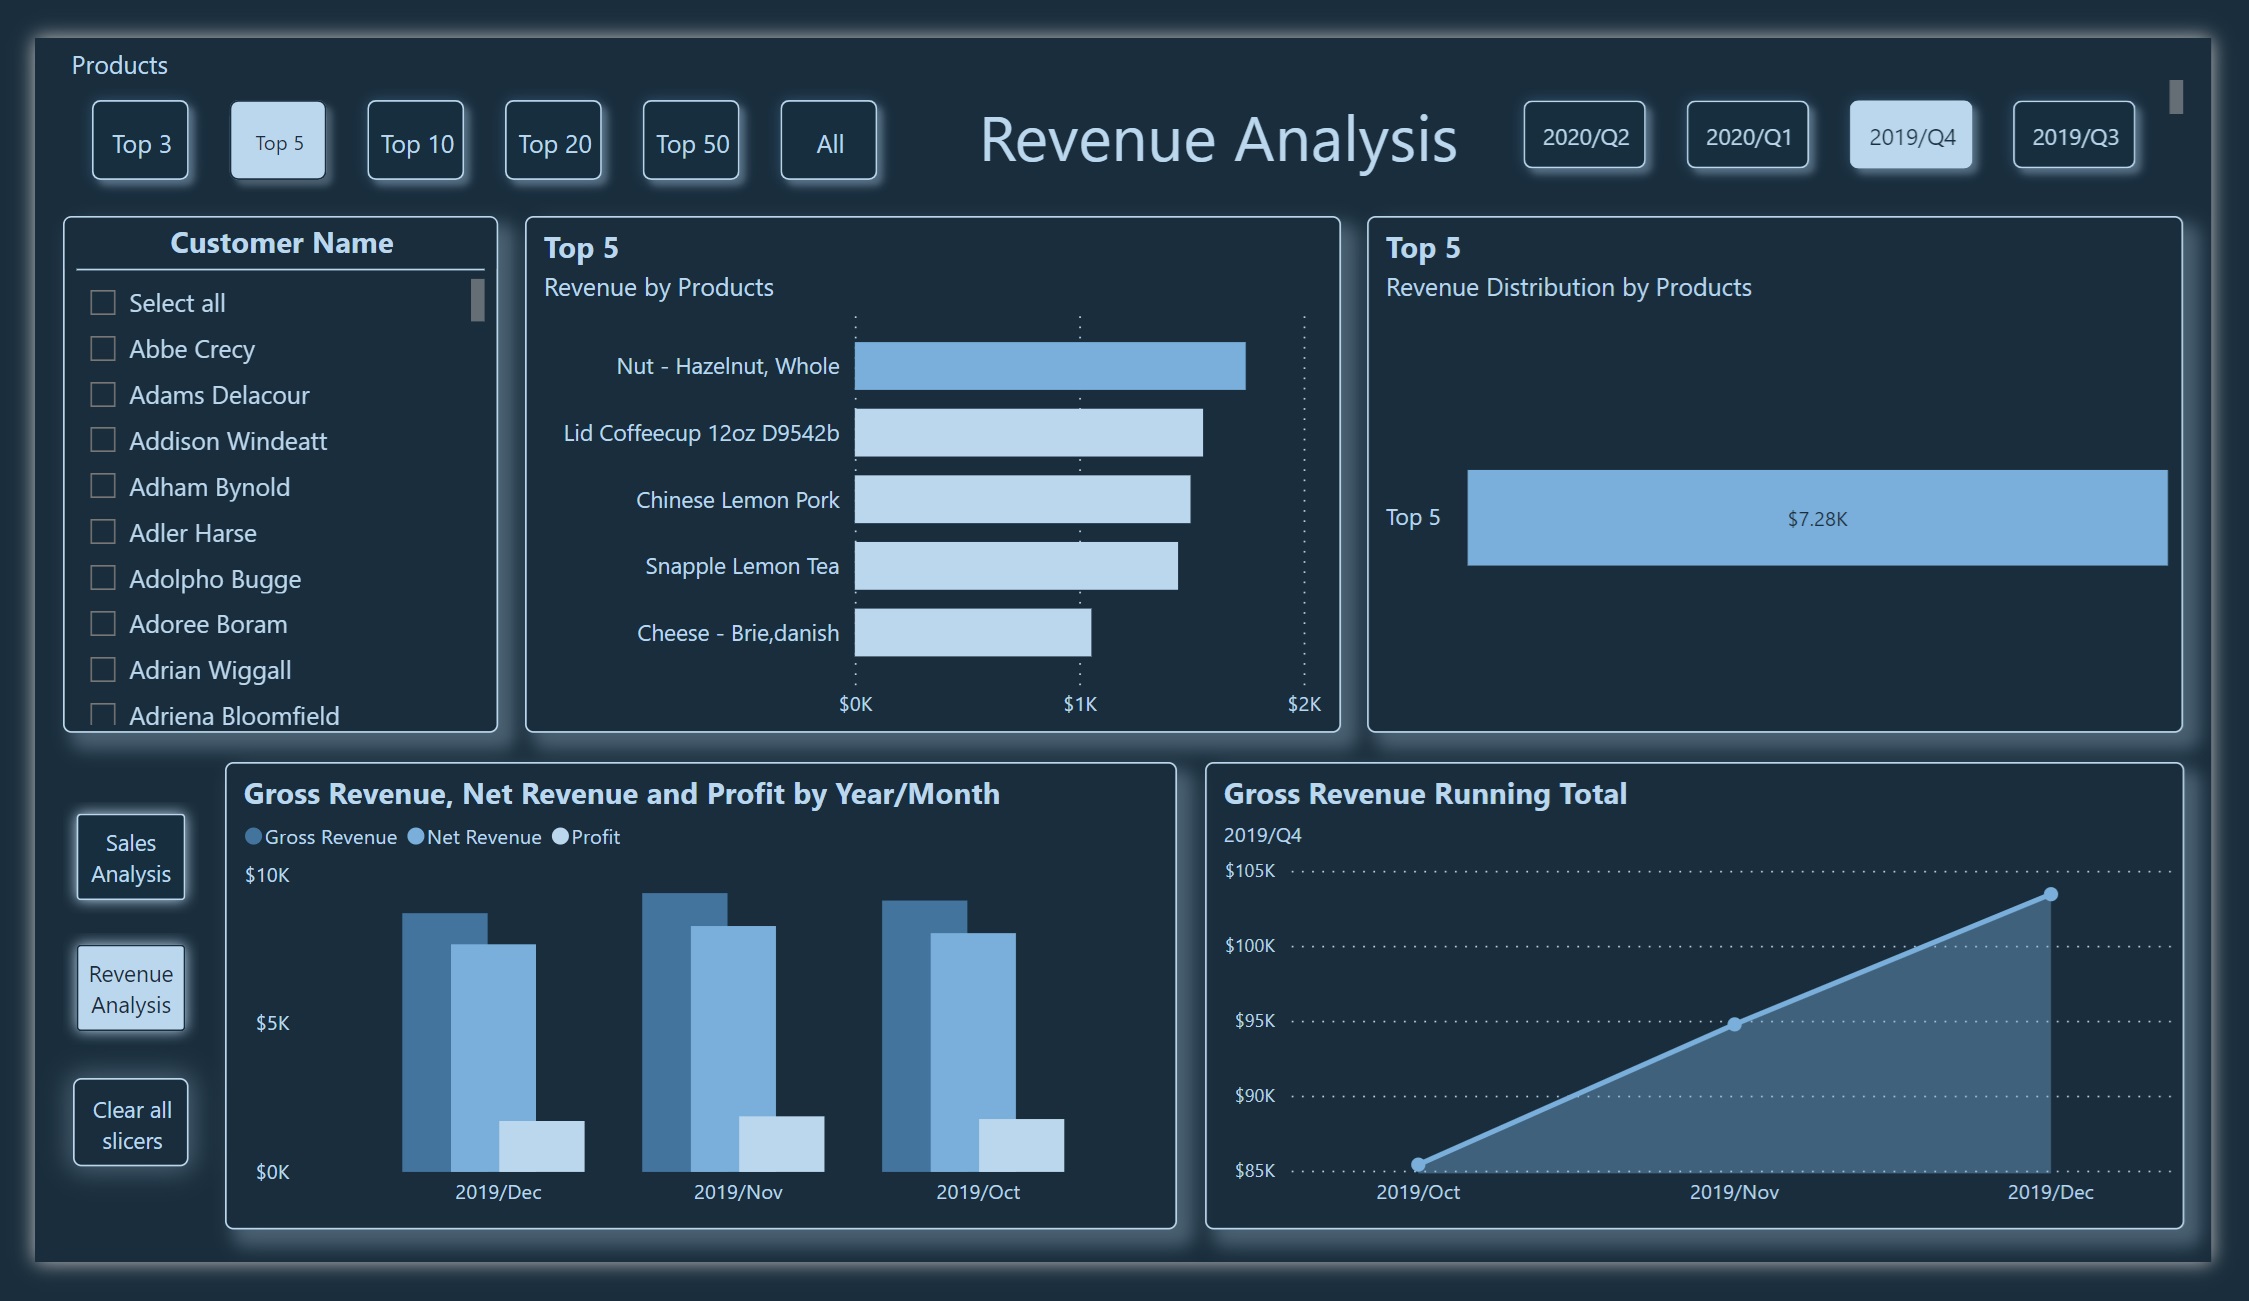 Products
Top 3
Top 5
Top 10
Top 20
Top 50
All
Revenue Analysis
2020/Q2
2020/Q1
2019/Q4
2019/Q3
Customer Name
Select all
Abbe Crecy
Adams Delacour
Addison Windeatt
Adham Bynold
Adler Harse
Adolpho Bugge
Adoree Boram
Adrian Wiggall
Adriena Bloomfield
Top 5
Revenue by Products
Nut - Hazelnut, Whole
Lid Coffeecup 12oz D9542b
Chinese Lemon Pork
Snapple Lemon Tea
Cheese - Brie,danish
$0K
$1K
$2K
Top 5
Revenue Distribution by Products
Top 5
$7.28K
Sales
Analysis
Revenue
Analysis
Clear all
slicers
Gross Revenue, Net Revenue and Profit by Year/Month
Gross Revenue Net Revenue Profit
$10K
$5K
$0K
2019/Dec
2019/Nov
2019/Oct
Gross Revenue Running Total
2019/Q4
$105K
$100K
$95K
$90K
$85K
2019/Oct
2019/Nov
2019/Dec